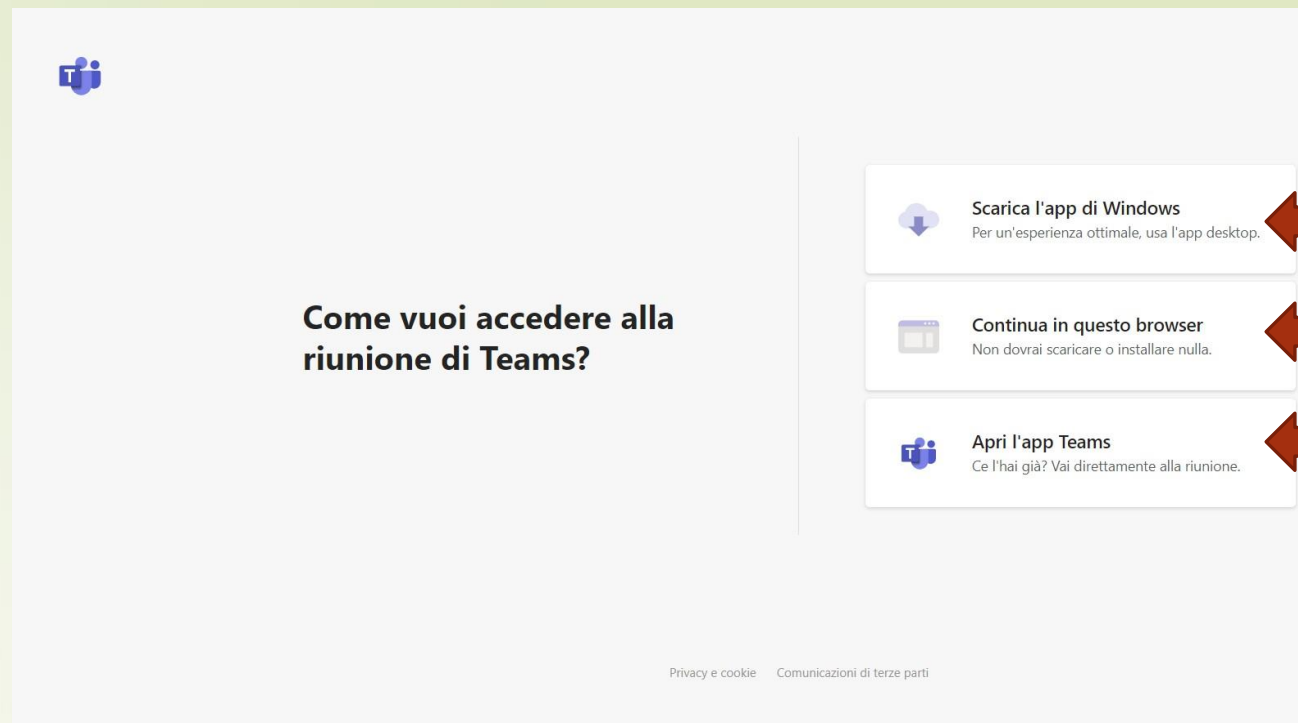 Come vuoi accedere alla
riunione di Teams?
Scarica l'app di Windows
Per un'esperienza ottimale, usa l'app desktop.
Continua in questo browser
Non dovrai scaricare o installare nulla.
Apri l'app Teams
Ce l'hai già? Vai direttamente alla riunione.
Privacy e cookie Comunicazioni di terze parti